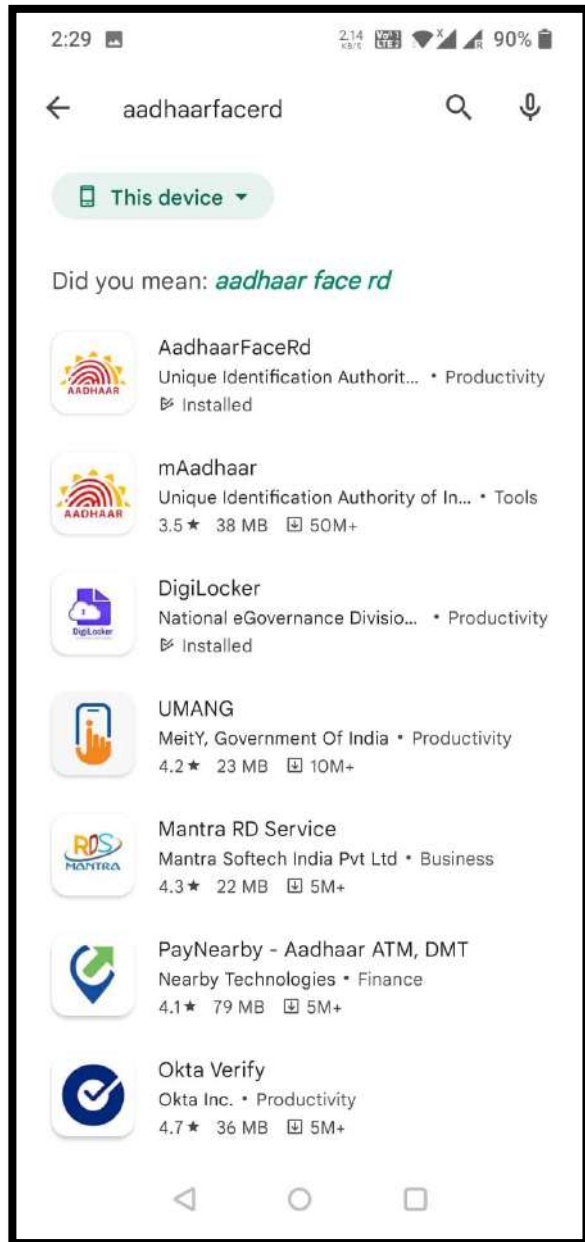 2:29 2.14 KB/S Vo) 1 LTE 2 X R 90%
aadhaarfacerd
This device
Did you mean: aadhaar face rd
AadhaarFaceRd
AADHAAR
Unique Identification Authorit... • Productivity
Installed
mAadhaar
AADHAAR
Unique Identification Authority of In... • Tools
3.5★ 38 MB 50M+
DigiLocker
DigiLocker
National eGovernance Divisio... • Productivity
Installed
UMANG
MeitY, Government Of India • Productivity
4.2★ 23 MB 10M+
Mantra RD Service
RDS
MANTRA
Mantra Softech India Pvt Ltd • Business
4.3★ 22 MB 5M+
PayNearby - Aadhaar ATM, DMT
Nearby Technologies • Finance
4.1★ 79 MB 5M+
Okta Verify
Okta Inc. • Productivity
4.7★ 36 MB 5M+